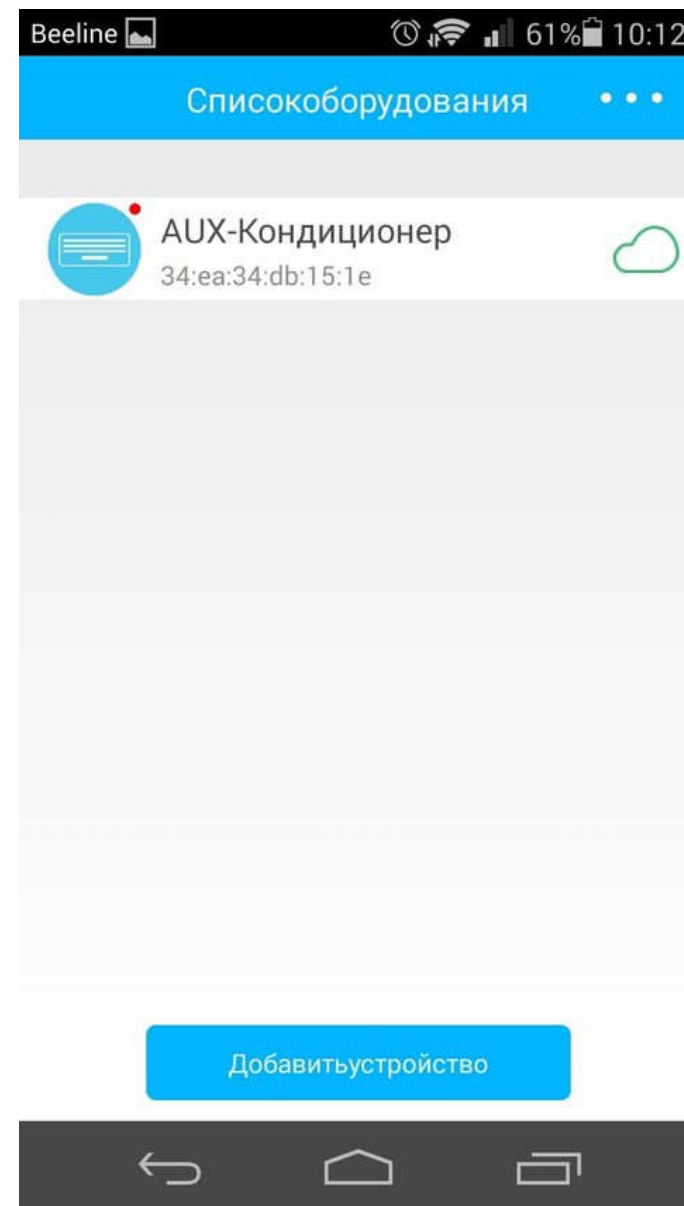 Beeline 61% 10:12
Списокоборудования
AUX-Кондиционер
34:ea:34:db:15:1e
Добавитьустройство